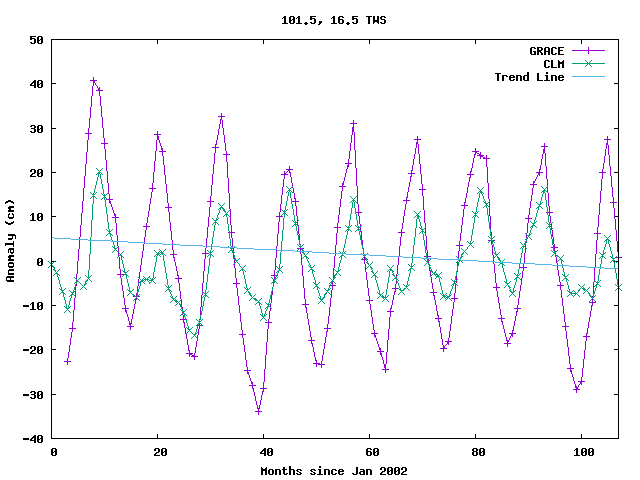 101.5, 16.5 TWS
GRACE
CLM
Trend Line
50
40
30
20
10
0
-10
-20
-30
-40
Anomaly (cm)
0 20 40 60 80 100
Months since Jan 2002